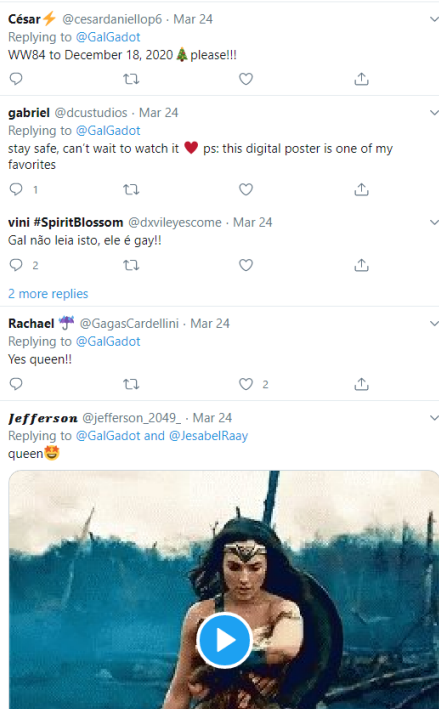 César⚡ @cesardaniellop6 · Mar 24
Replying to @GalGadot
WW84 to December 18, 2020🎄please!!!
gabriel @dcustudios · Mar 24
Replying to @GalGadot
stay safe, can't wait to watch it ♥ ps: this digital poster is one of my
favorites
1
vini #SpiritBlossom @dxvileyescome · Mar 24
Gal não leia isto, ele é gay!!
2
2 more replies
Rachael ☔ @GagasCardellini · Mar 24
Replying to @GalGadot
Yes queen!!
2
Jefferson @jefferson_2049_ · Mar 24
Replying to @GalGadot and @JesabelRaay
queen🤩